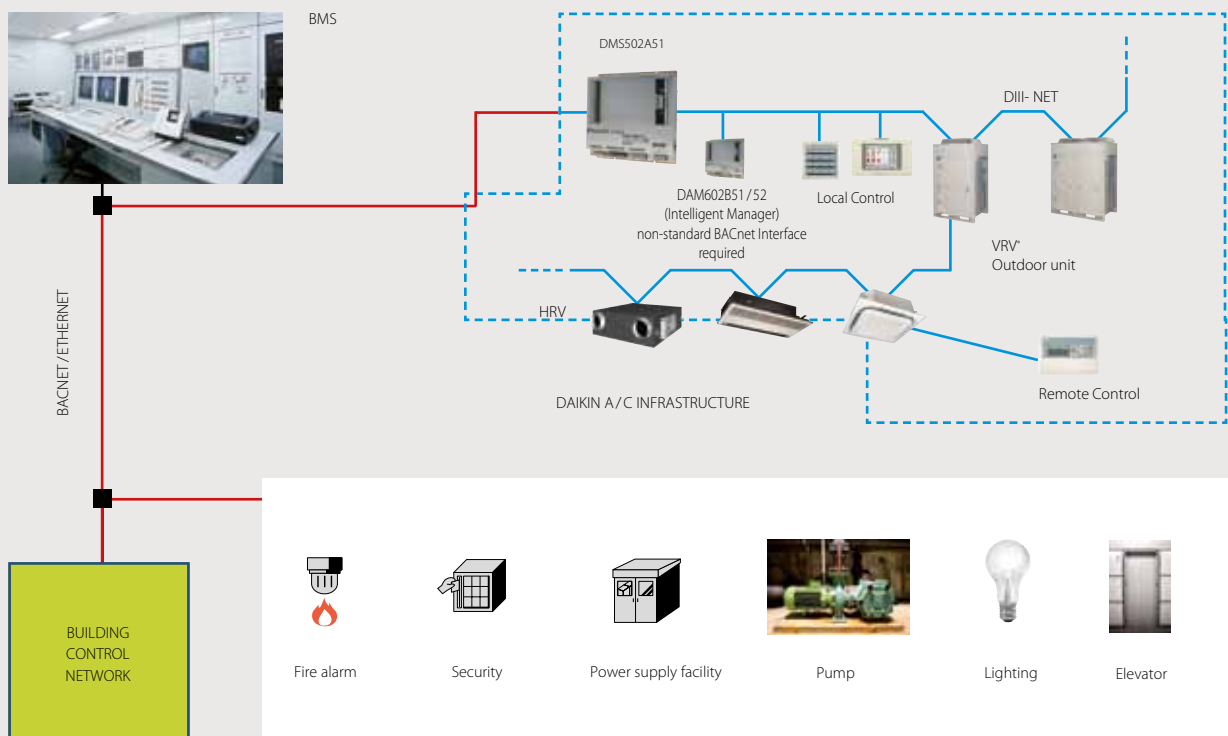 BMS
DMS502A51
DIII- NET
DAM602B51/52
(Intelligent Manager)
non-standard BACnet Interface
required
Local Control
VRV®
Outdoor unit
HRV
Remote Control
DAIKIN A/C INFRASTRUCTURE
BACNET/ETHERNET
BUILDING
CONTROL
NETWORK
Fire alarm
Security
Power supply facility
Pump
Lighting
Elevator